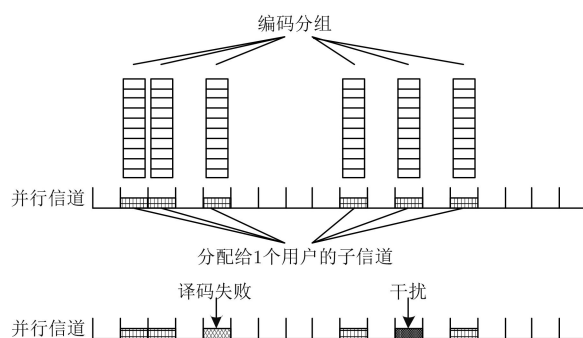 编码分组
并行信道
分配给1个用户的子信道
译码失败
干扰
并行信道